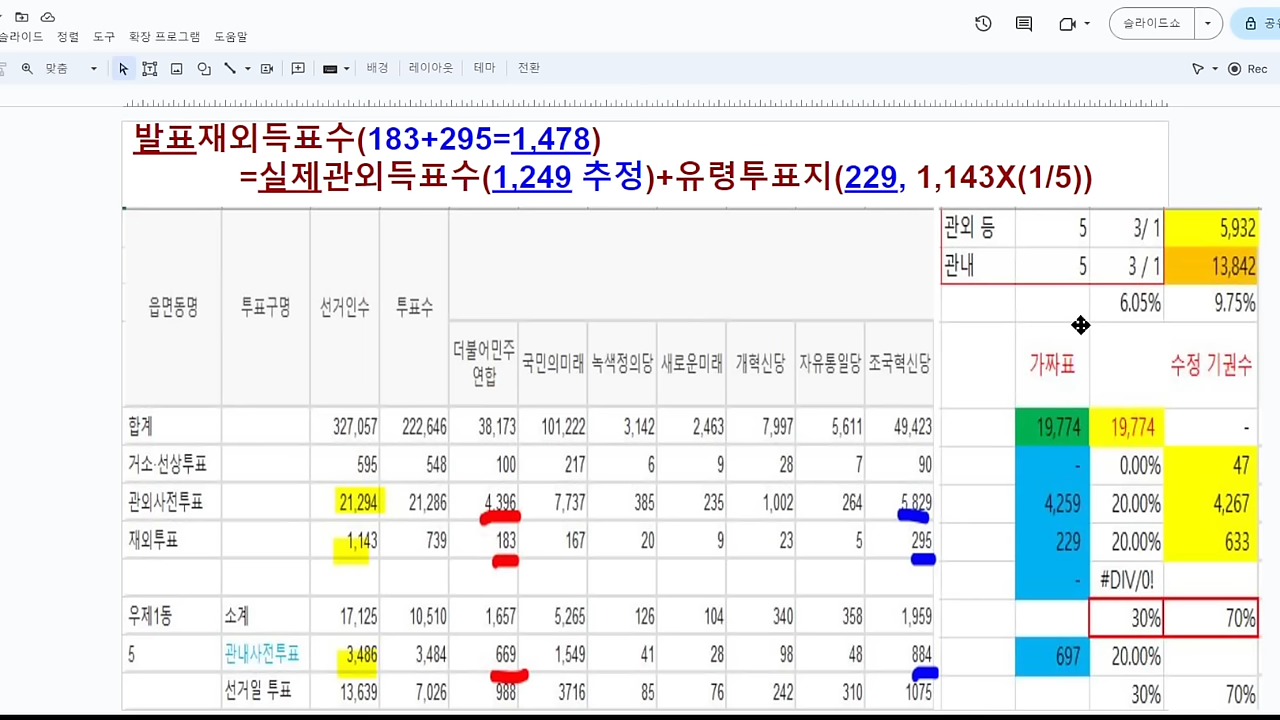 슬라이드 정렬 도구 확장 프로그램 도움말
슬라이드쇼
맞춤 배경 레이아웃 테마 전환 Rec
발표재외득표수(183+295=1,478)
=실제관외득표수(1,249 추정)+유령투표지(229, 1,143X(1/5))
관외 등 5 3/ 1 5,932
관내 5 3 / 1 13,842
6.05% 9.75%
읍면동명 투표구명 선거인수 투표수
더불어민주연합 국민의미래 녹색정의당 새로운미래 개혁신당 자유통일당 조국혁신당 가짜표 수정 기권수
합계 327,057 222,646 38,173 101,222 3,142 2,463 7,997 5,611 49,423 19,774 19,774 -
거소·선상투표 595 548 100 217 6 9 28 7 90 - 0.00% 47
관외사전투표 21,294 21,286 4,396 7,737 385 235 1,002 264 5,829 4,259 20.00% 4,267
재외투표 1,143 739 183 167 20 9 23 5 295 229 20.00% 633
- #DIV/0!
우제1동 소계 17,125 10,510 1,657 5,265 126 104 340 358 1,959 30% 70%
5 관내사전투표 3,486 3,484 669 1,549 41 28 98 48 884 697 20.00%
선거일 투표 13,639 7,026 988 3716 85 76 242 310 1075 30% 70%